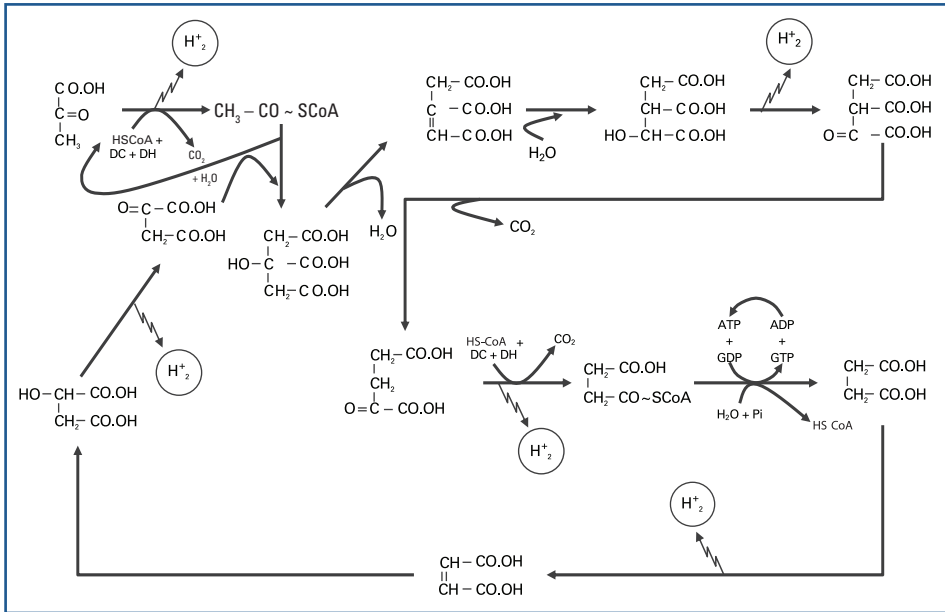 H⁺₂
CO.OH
C=O
CH₃
HSCoA +
DC + DH
CO₂
+ H₂O
CH₃– CO ~ SCoA
CH₂– CO.OH
C – CO.OH
CH– CO.OH
H₂O
CH₂– CO.OH
CH – CO.OH
HO–CH – CO.OH
H⁺₂
CH₂– CO.OH
CH – CO.OH
O=C – CO.OH
O=C–CO.OH
CH₂–CO.OH
CH₂–CO.OH
HO–C – CO.OH
CH₂–CO.OH
H₂O
CO₂
H⁺₂
HO–CH–CO.OH
CH₂–CO.OH
CH₂– CO.OH
CH₂
O=C – CO.OH
HS-CoA +
DC + DH
CO₂
H⁺₂
CH₂– CO.OH
CH₂– CO~SCoA
ATP
+
GDP
ADP
+
GTP
H₂O + Pi
HS CoA
CH₂–CO.OH
CH₂–CO.OH
H⁺₂
CH– CO.OH
CH– CO.OH